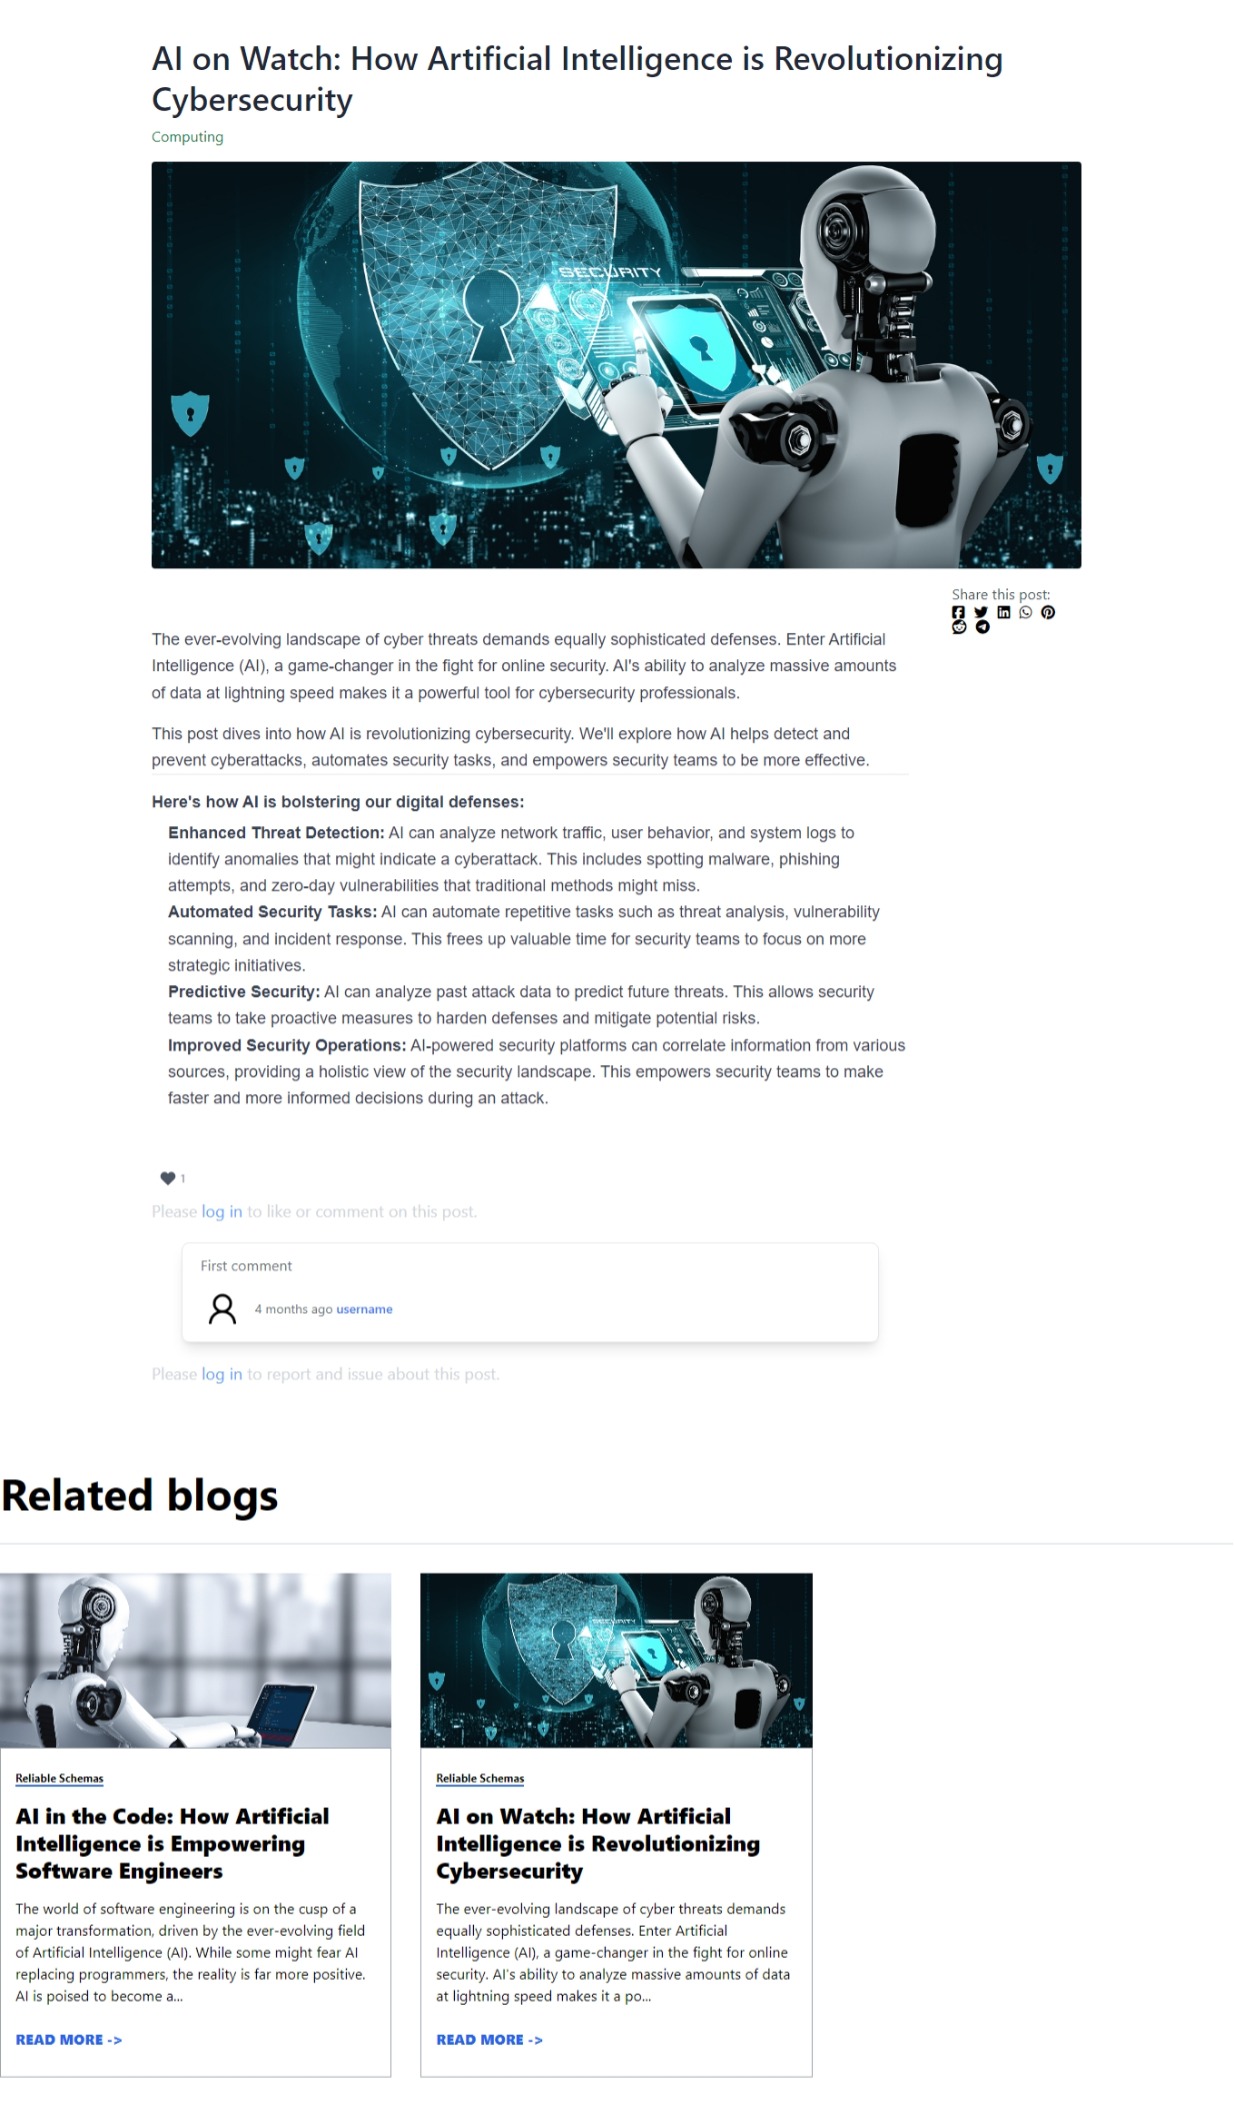 AI on Watch: How Artificial Intelligence is Revolutionizing
Cybersecurity
Computing
SECURITY
Share this post:
The ever-evolving landscape of cyber threats demands equally sophisticated defenses. Enter Artificial
Intelligence (AI), a game-changer in the fight for online security. AI's ability to analyze massive amounts
of data at lightning speed makes it a powerful tool for cybersecurity professionals.
This post dives into how AI is revolutionizing cybersecurity. We'll explore how AI helps detect and
prevent cyberattacks, automates security tasks, and empowers security teams to be more effective.
Here's how AI is bolstering our digital defenses:
Enhanced Threat Detection: AI can analyze network traffic, user behavior, and system logs to
identify anomalies that might indicate a cyberattack. This includes spotting malware, phishing
attempts, and zero-day vulnerabilities that traditional methods might miss.
Automated Security Tasks: AI can automate repetitive tasks such as threat analysis, vulnerability
scanning, and incident response. This frees up valuable time for security teams to focus on more
strategic initiatives.
Predictive Security: AI can analyze past attack data to predict future threats. This allows security
teams to take proactive measures to harden defenses and mitigate potential risks.
Improved Security Operations: AI-powered security platforms can correlate information from various
sources, providing a holistic view of the security landscape. This empowers security teams to make
faster and more informed decisions during an attack.
1
Please log in to like or comment on this post.
First comment
4 months ago username
Please log in to report and issue about this post.
Related blogs
SECURITY
Reliable Schemas
AI in the Code: How Artificial
Intelligence is Empowering
Software Engineers
The world of software engineering is on the cusp of a
major transformation, driven by the ever-evolving field
of Artificial Intelligence (AI). While some might fear AI
replacing programmers, the reality is far more positive.
AI is poised to become a...
READ MORE ->
Reliable Schemas
AI on Watch: How Artificial
Intelligence is Revolutionizing
Cybersecurity
The ever-evolving landscape of cyber threats demands
equally sophisticated defenses. Enter Artificial
Intelligence (AI), a game-changer in the fight for online
security. AI's ability to analyze massive amounts of data
at lightning speed makes it a po...
READ MORE ->